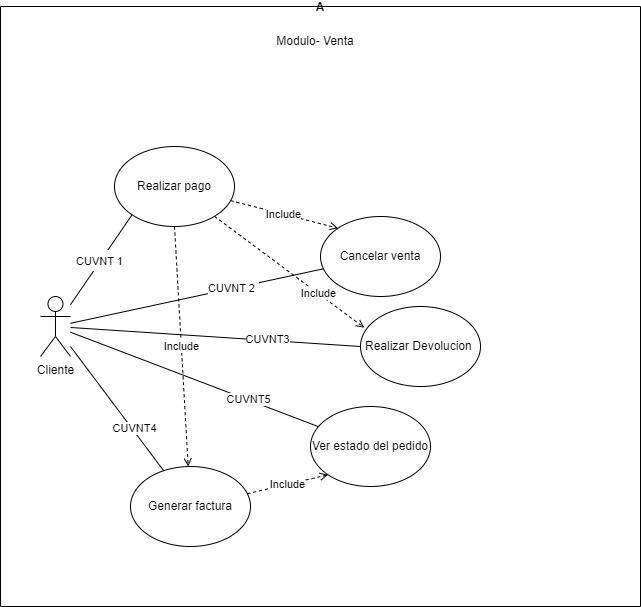 A
Modulo- Venta
Realizar pago
Include
Cancelar venta
CUVNT 1
CUVNT 2
Include
Realizar Devolucion
CUVNT3
Include
Cliente
CUVNT5
CUVNT4
Ver estado del pedido
Include
Generar factura